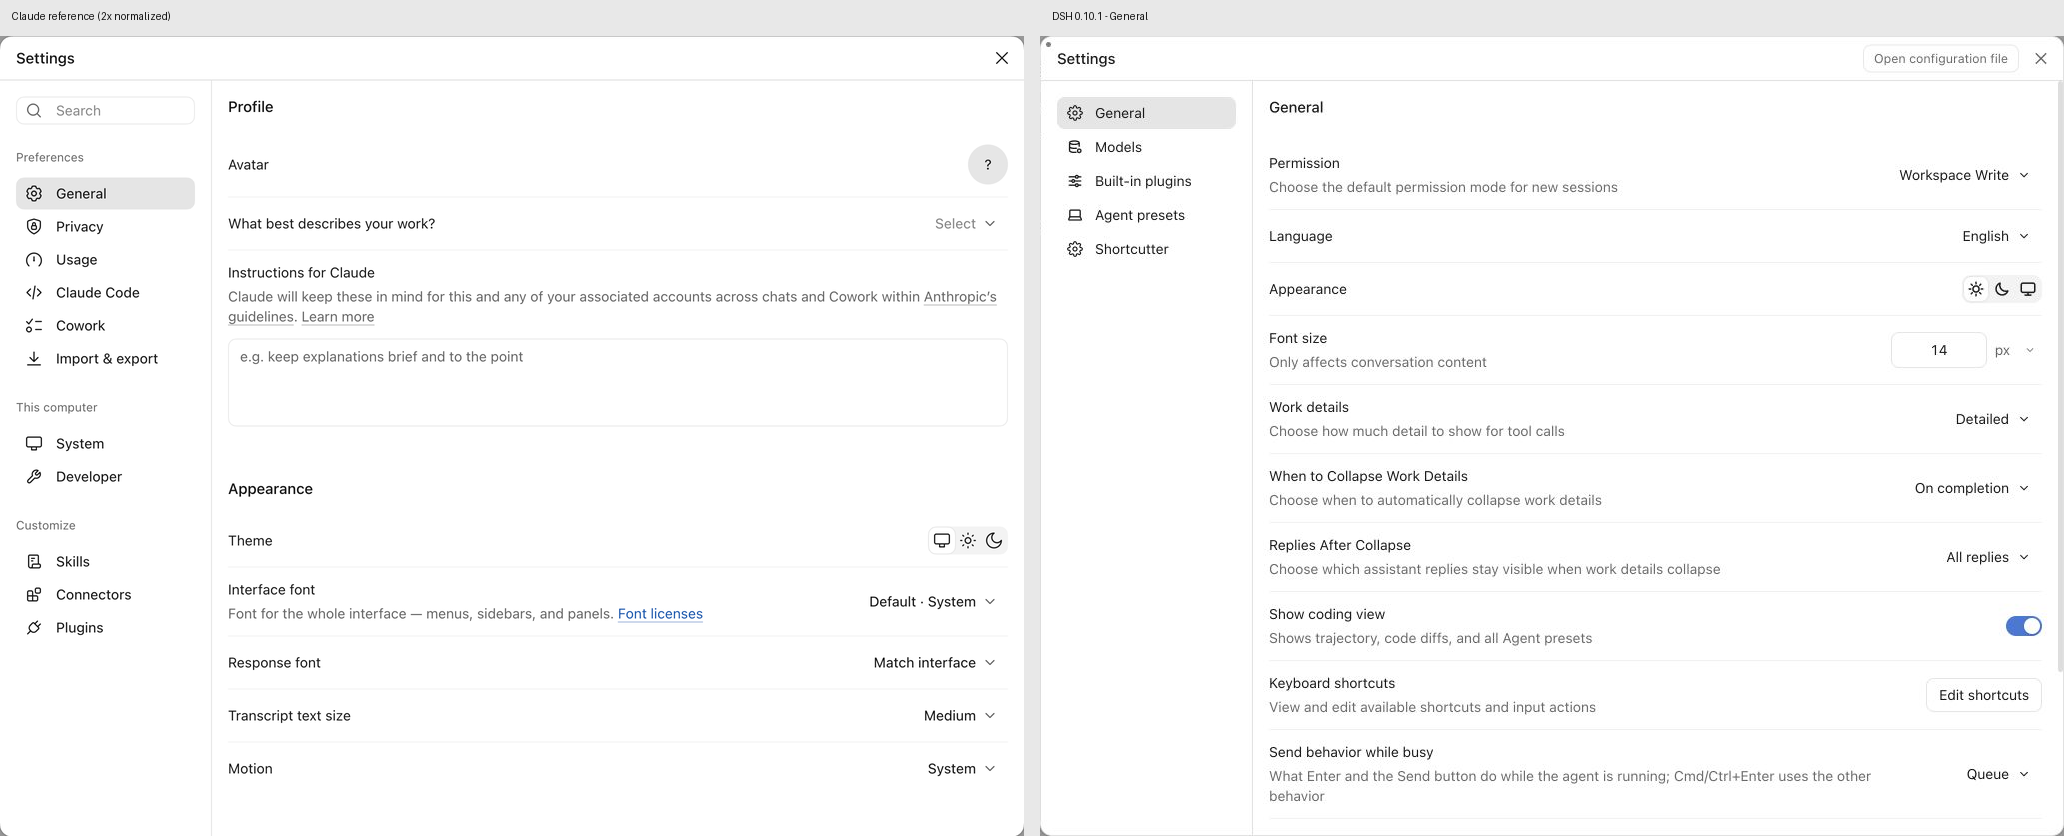 Claude reference (2x normalized)
Settings
Search
Preferences
General
Privacy
Usage
Claude Code
Cowork
Import & export
This computer
System
Developer
Customize
Skills
Connectors
Plugins
Profile
Avatar
?
What best describes your work?
Select
Instructions for Claude
Claude will keep these in mind for this and any of your associated accounts across chats and Cowork within Anthropic's
guidelines. Learn more
e.g. keep explanations brief and to the point
Appearance
Theme
Interface font
Font for the whole interface — menus, sidebars, and panels. Font licenses
Default · System
Response font
Match interface
Transcript text size
Medium
Motion
System
DSH 0.10.1 - General
Settings
Open configuration file
General
Models
Built-in plugins
Agent presets
Shortcutter
General
Permission
Choose the default permission mode for new sessions
Workspace Write
Language
English
Appearance
Font size
Only affects conversation content
14
px
Work details
Choose how much detail to show for tool calls
Detailed
When to Collapse Work Details
Choose when to automatically collapse work details
On completion
Replies After Collapse
Choose which assistant replies stay visible when work details collapse
All replies
Show coding view
Shows trajectory, code diffs, and all Agent presets
Keyboard shortcuts
View and edit available shortcuts and input actions
Edit shortcuts
Send behavior while busy
What Enter and the Send button do while the agent is running; Cmd/Ctrl+Enter uses the other
behavior
Queue